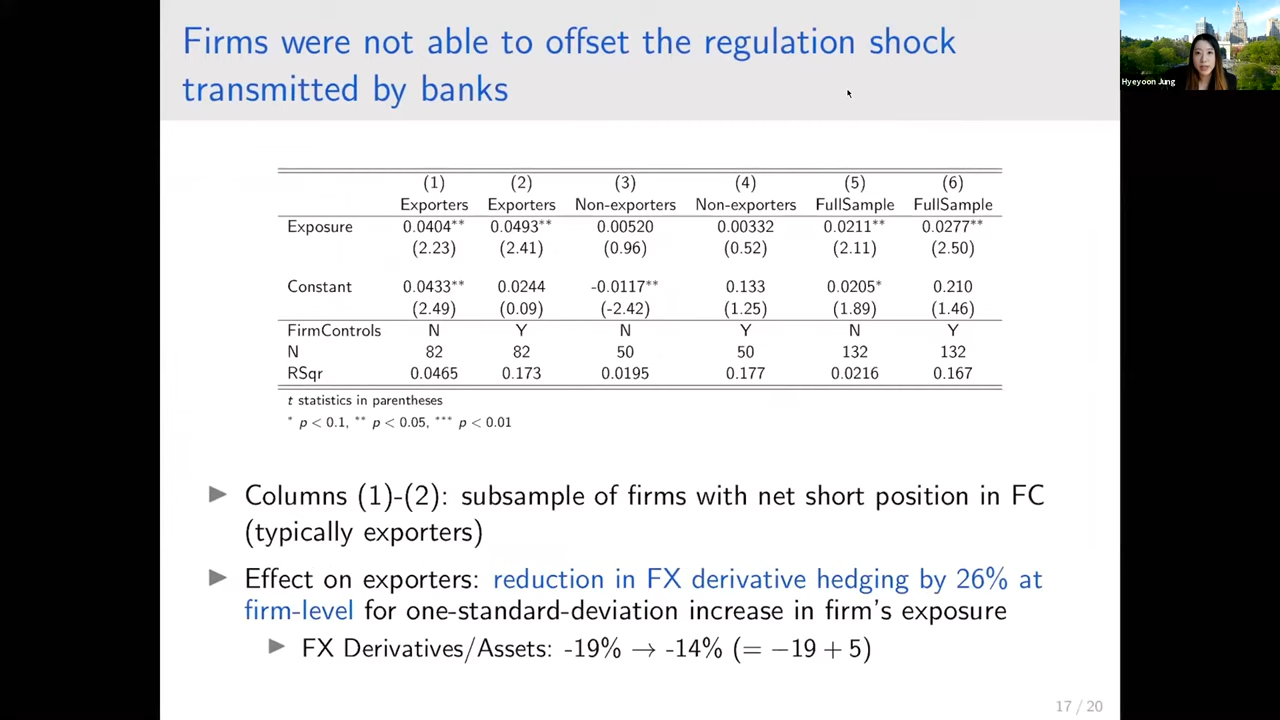 Firms were not able to offset the regulation shock
transmitted by banks
Hyeyoon Jung
(1) (2) (3) (4) (5) (6)
Exporters Exporters Non-exporters Non-exporters FullSample FullSample
Exposure 0.0404** 0.0493** 0.00520 0.00332 0.0211** 0.0277**
(2.23) (2.41) (0.96) (0.52) (2.11) (2.50)
Constant 0.0433** 0.0244 -0.0117** 0.133 0.0205* 0.210
(2.49) (0.09) (-2.42) (1.25) (1.89) (1.46)
FirmControls N Y N Y N Y
N 82 82 50 50 132 132
RSqr 0.0465 0.173 0.0195 0.177 0.0216 0.167
t statistics in parentheses
* p < 0.1, ** p < 0.05, *** p < 0.01
▶ Columns (1)-(2): subsample of firms with net short position in FC
(typically exporters)
▶ Effect on exporters: reduction in FX derivative hedging by 26% at
firm-level for one-standard-deviation increase in firm's exposure
▶ FX Derivatives/Assets: -19% → -14% (= −19 + 5)
17 / 20